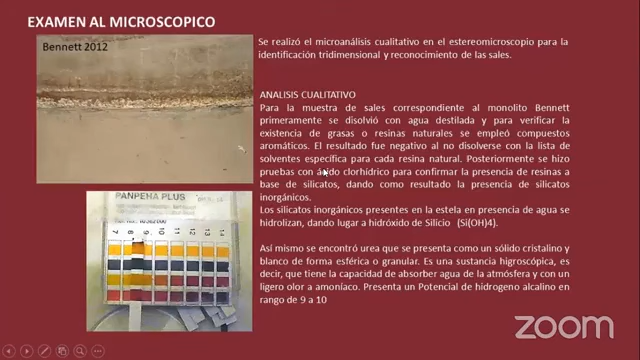 EXAMEN AL MICROSCOPICO
Bennett 2012
Se realizó el microanálisis cualitativo en el estereomicroscopio para la
identificación tridimensional y reconocimiento de las sales.
ANALISIS CUALITATIVO
Para la muestra de sales correspondiente al monolito Bennett
primeramente se disolvió con agua destilada y para verificar la
existencia de grasas o resinas naturales se empleó compuestos
aromáticos. El resultado fue negativo al no disolverse con la lista de
solventes específica para cada resina natural. Posteriormente se hizo
pruebas con ácido clorhídrico para confirmar la presencia de resinas a
base de silicatos, dando como resultado la presencia de silicatos
inorgánicos.
Los silicatos inorgánicos presentes en la estela en presencia de agua se
hidrolizan, dando lugar a hidróxido de Silicio (Si(OH)4).
Así mismo se encontró urea que se presenta como un sólido cristalino y
blanco de forma esférica o granular. Es una sustancia higroscópica, es
decir, que tiene la capacidad de absorber agua de la atmósfera y con un
ligero olor a amoníaco. Presenta un Potencial de hidrogeno alcalino en
rango de 9 a 10
PANPEHA PLUS
7 8 9 10 11 12 13 14
zoom